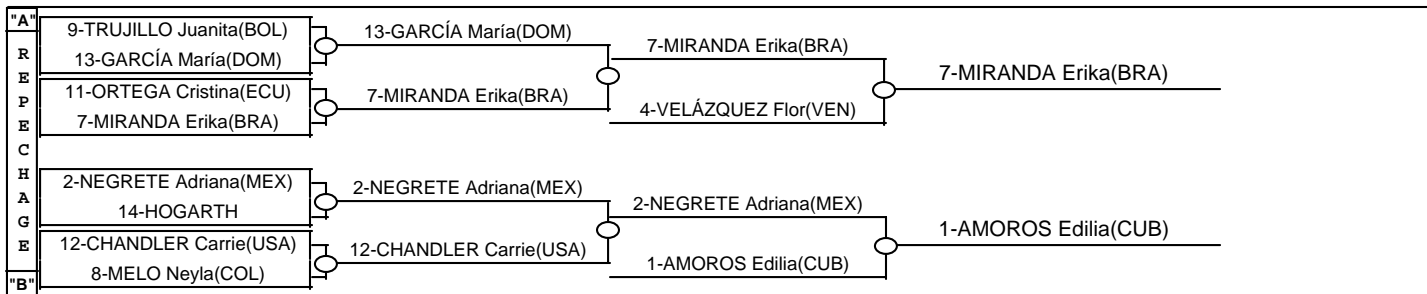 "A"
REPECHAGE
"B"
9-TRUJILLO Juanita(BOL)
13-GARCÍA María(DOM)
11-ORTEGA Cristina(ECU)
7-MIRANDA Erika(BRA)
2-NEGRETE Adriana(MEX)
14-HOGARTH
12-CHANDLER Carrie(USA)
8-MELO Neyla(COL)
13-GARCÍA María(DOM)
7-MIRANDA Erika(BRA)
2-NEGRETE Adriana(MEX)
12-CHANDLER Carrie(USA)
7-MIRANDA Erika(BRA)
4-VELÁZQUEZ Flor(VEN)
2-NEGRETE Adriana(MEX)
1-AMOROS Edilia(CUB)
7-MIRANDA Erika(BRA)
1-AMOROS Edilia(CUB)